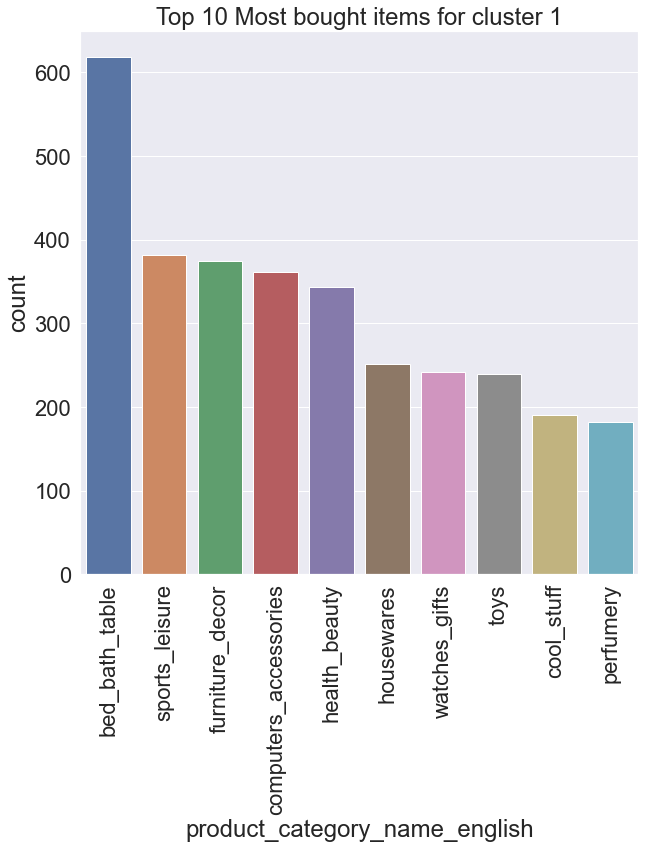 Top 10 Most bought items for cluster 1
600
500
400
300
200
100
0
count
bed_bath_table
sports_leisure
furniture_decor
computers_accessories
health_beauty
housewares
watches_gifts
toys
cool_stuff
perfumery
product_category_name_english